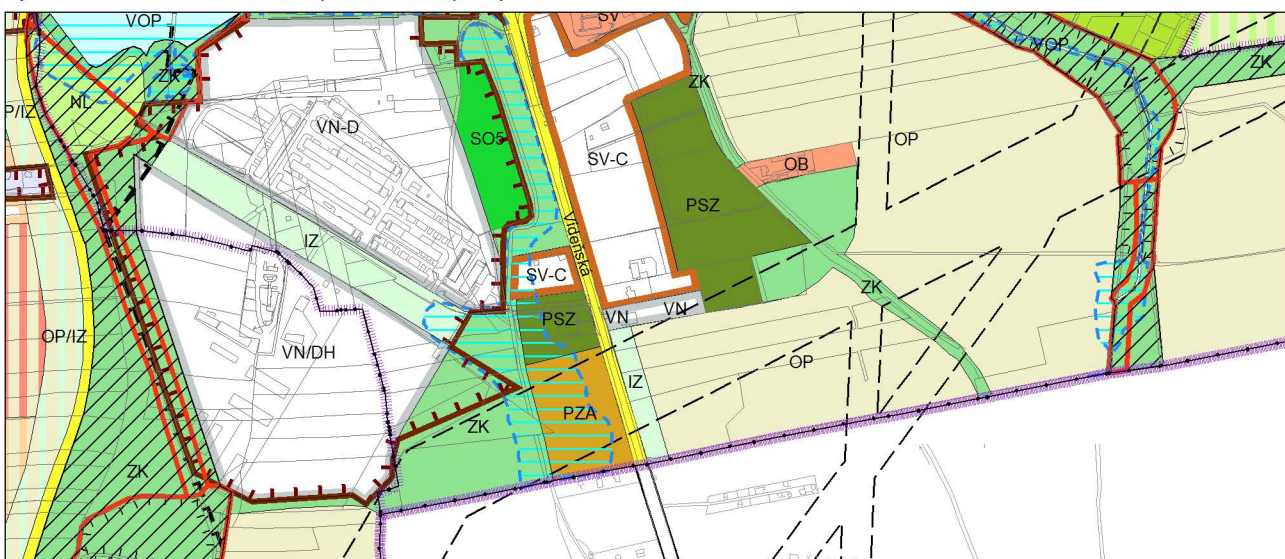 VOP
SV
VOP
ZK
ZK
ZK
NL
P/IZ
VN-D
SO5
SV-C
OB
OP
PSZ
Vídeňská
IZ
SV-C
ZK
VN
VN
PSZ
OP/IZ
VN/DH
IZ
OP
PZA
ZK
ZK